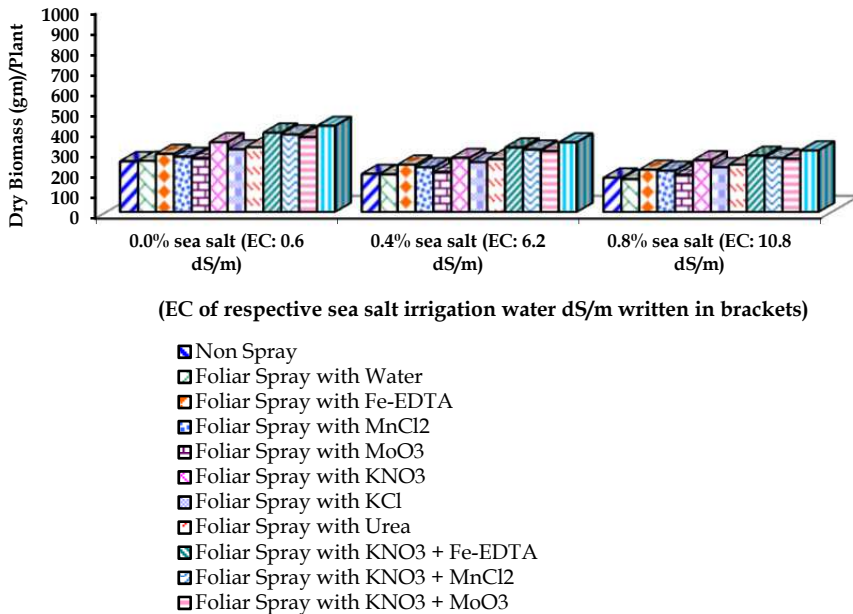 Dry Biomass (gm)/Plant
1000
900
800
700
600
500
400
300
200
100
0
0.0% sea salt (EC: 0.6
dS/m)
0.4% sea salt (EC: 6.2
dS/m)
0.8% sea salt (EC: 10.8
dS/m)
(EC of respective sea salt irrigation water dS/m written in brackets)
Non Spray
Foliar Spray with Water
Foliar Spray with Fe-EDTA
Foliar Spray with MnCl2
Foliar Spray with MoO3
Foliar Spray with KNO3
Foliar Spray with KCl
Foliar Spray with Urea
Foliar Spray with KNO3 + Fe-EDTA
Foliar Spray with KNO3 + MnCl2
Foliar Spray with KNO3 + MoO3